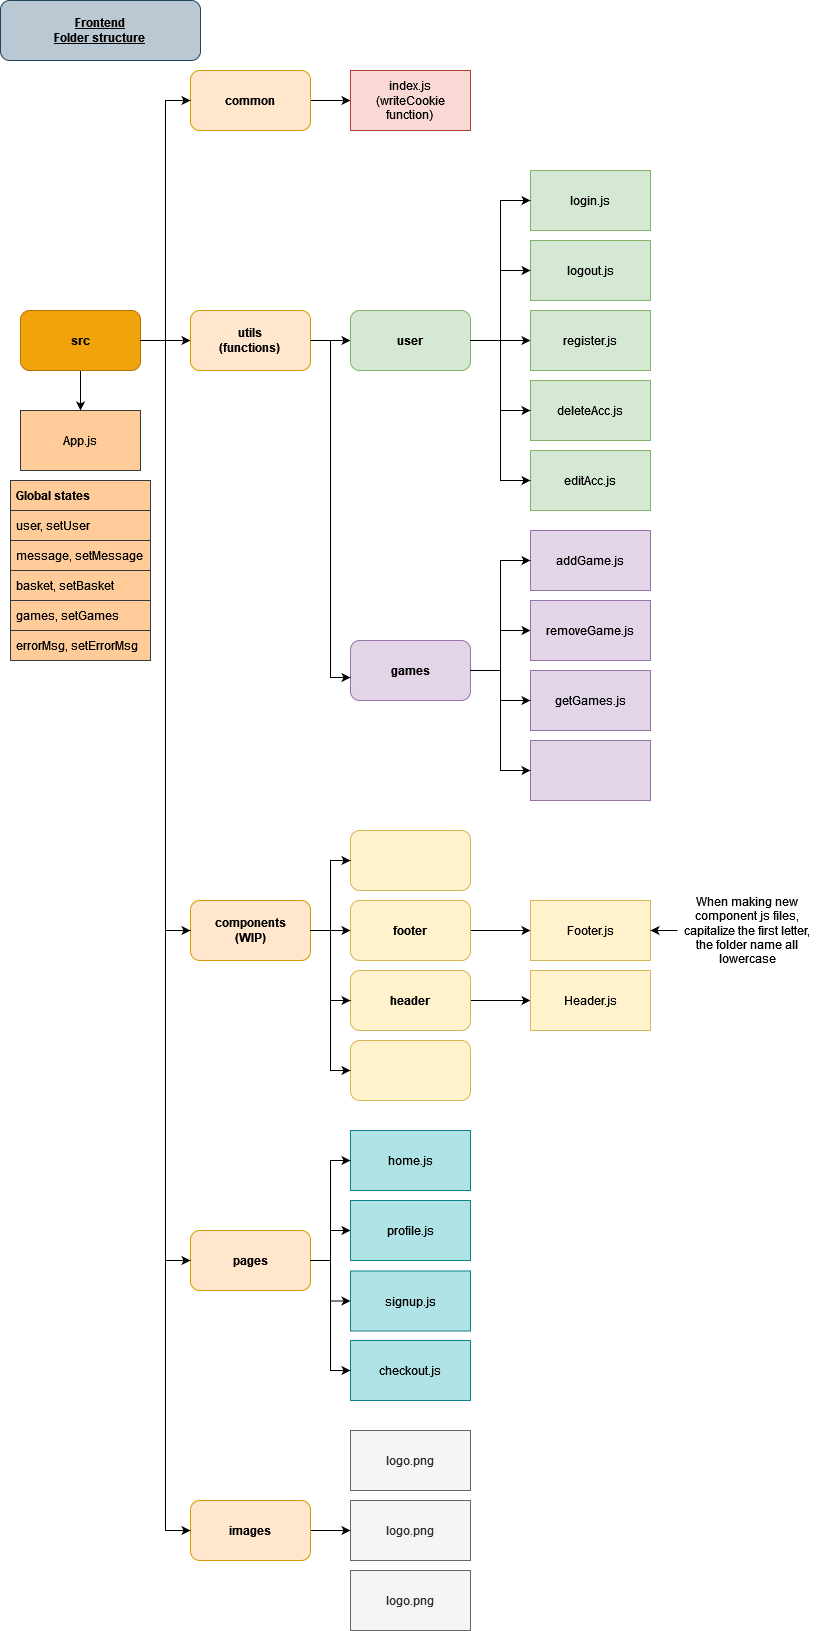 Frontend
Folder structure
common
index.js
(writeCookie
function)
login.js
logout.js
src
utils
(functions)
user
register.js
deleteAcc.js
editAcc.js
App.js
Global states
user, setUser
message, setMessage
basket, setBasket
games, setGames
errorMsg, setErrorMsg
addGame.js
removeGame.js
games
getGames.js
components
(WIP)
footer
Footer.js
When making new
component js files,
capitalize the first letter,
the folder name all
lowercase
header
Header.js
home.js
profile.js
pages
signup.js
checkout.js
logo.png
images
logo.png
logo.png